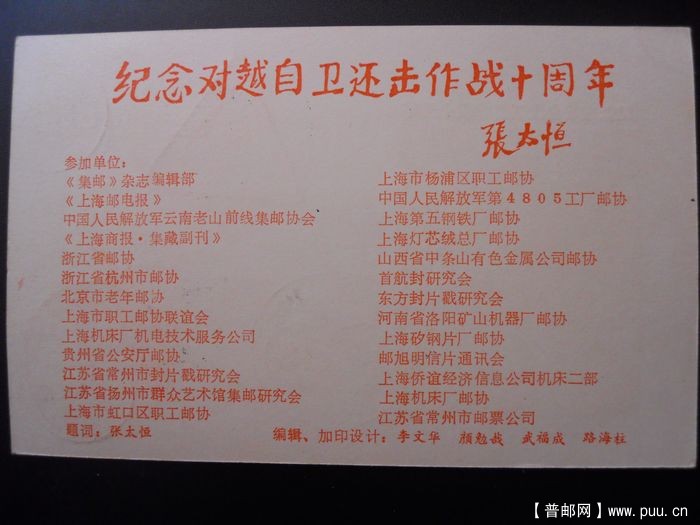 纪念对越自卫还击作战十周年
張太恒
参加单位：
《集邮》杂志编辑部
《上海邮电报》
中国人民解放军云南老山前线集邮协会
《上海商报·集藏副刊》
浙江省邮协
浙江省杭州市邮协
北京市老年邮协
上海市职工邮协联谊会
上海机床厂机电技术服务公司
贵州省公安厅邮协
江苏省常州市封片戳研究会
江苏省扬州市群众艺术馆集邮研究会
上海市虹口区职工邮协
上海市杨浦区职工邮协
中国人民解放军第4805工厂邮协
上海第五钢铁厂邮协
上海灯芯绒总厂邮协
山西省中条山有色金属公司邮协
首航封研究会
东方封片戳研究会
河南省洛阳矿山机器厂邮协
上海矽钢片厂邮协
邮旭明信片通讯会
上海侨谊经济信息公司机床二部
上海机床厂邮协
江苏省常州市邮票公司
题词：张太恒
编辑、加印设计：李文华 颜勉哉 武福成 路海柱
【普邮网】www.puu.cn